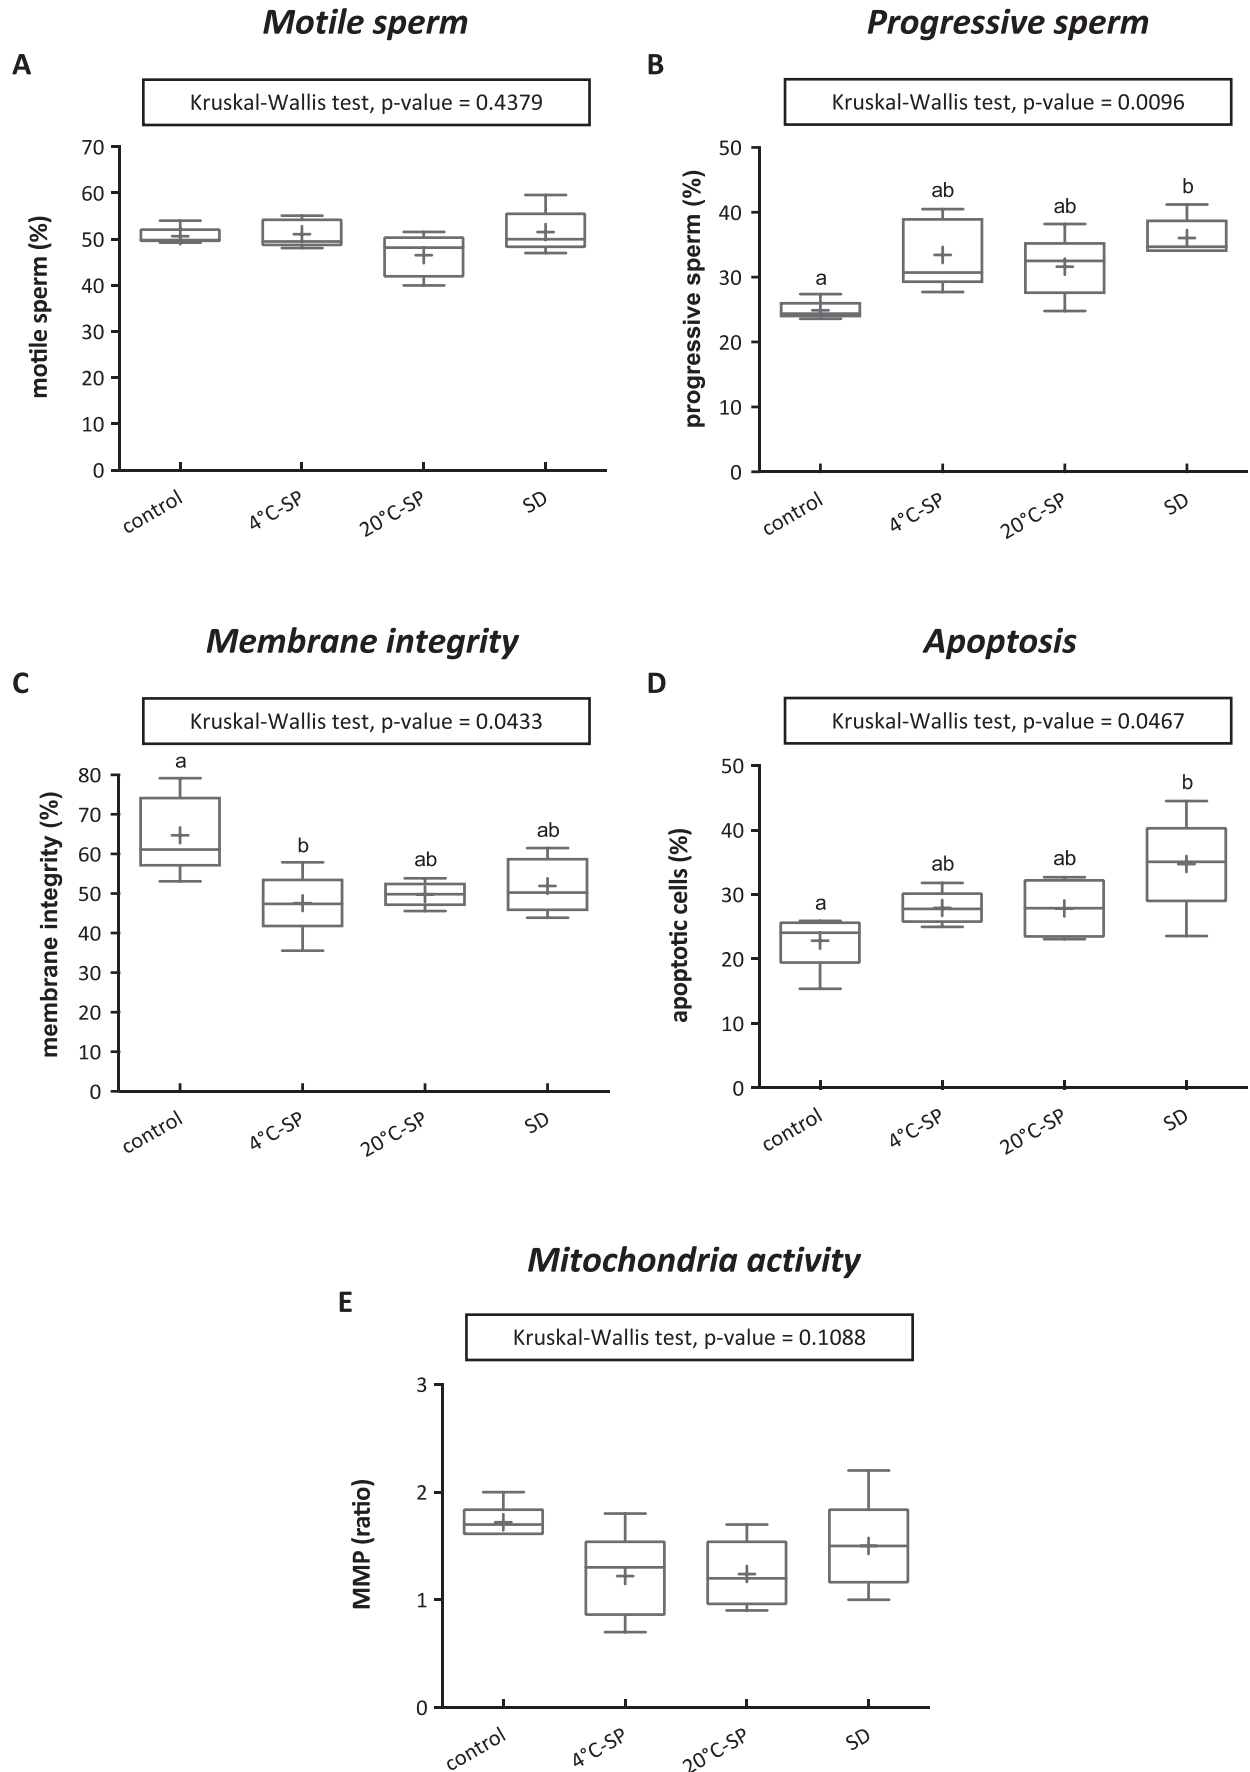 Motile sperm
A
Kruskal-Wallis test, p-value = 0.4379
motile sperm (%)
70
60
50
40
30
20
10
0
control
4°C-SP
20°C-SP
SD
Progressive sperm
B
Kruskal-Wallis test, p-value = 0.0096
progressive sperm (%)
50
40
30
20
10
0
a
ab
ab
b
control
4°C-SP
20°C-SP
SD
Membrane integrity
C
Kruskal-Wallis test, p-value = 0.0433
membrane integrity (%)
80
70
60
50
40
30
20
10
0
a
b
ab
ab
control
4°C-SP
20°C-SP
SD
Apoptosis
D
Kruskal-Wallis test, p-value = 0.0467
apoptotic cells (%)
50
40
30
20
10
0
a
ab
ab
b
control
4°C-SP
20°C-SP
SD
Mitochondria activity
E
Kruskal-Wallis test, p-value = 0.1088
MMP (ratio)
3
2
1
0
control
4°C-SP
20°C-SP
SD